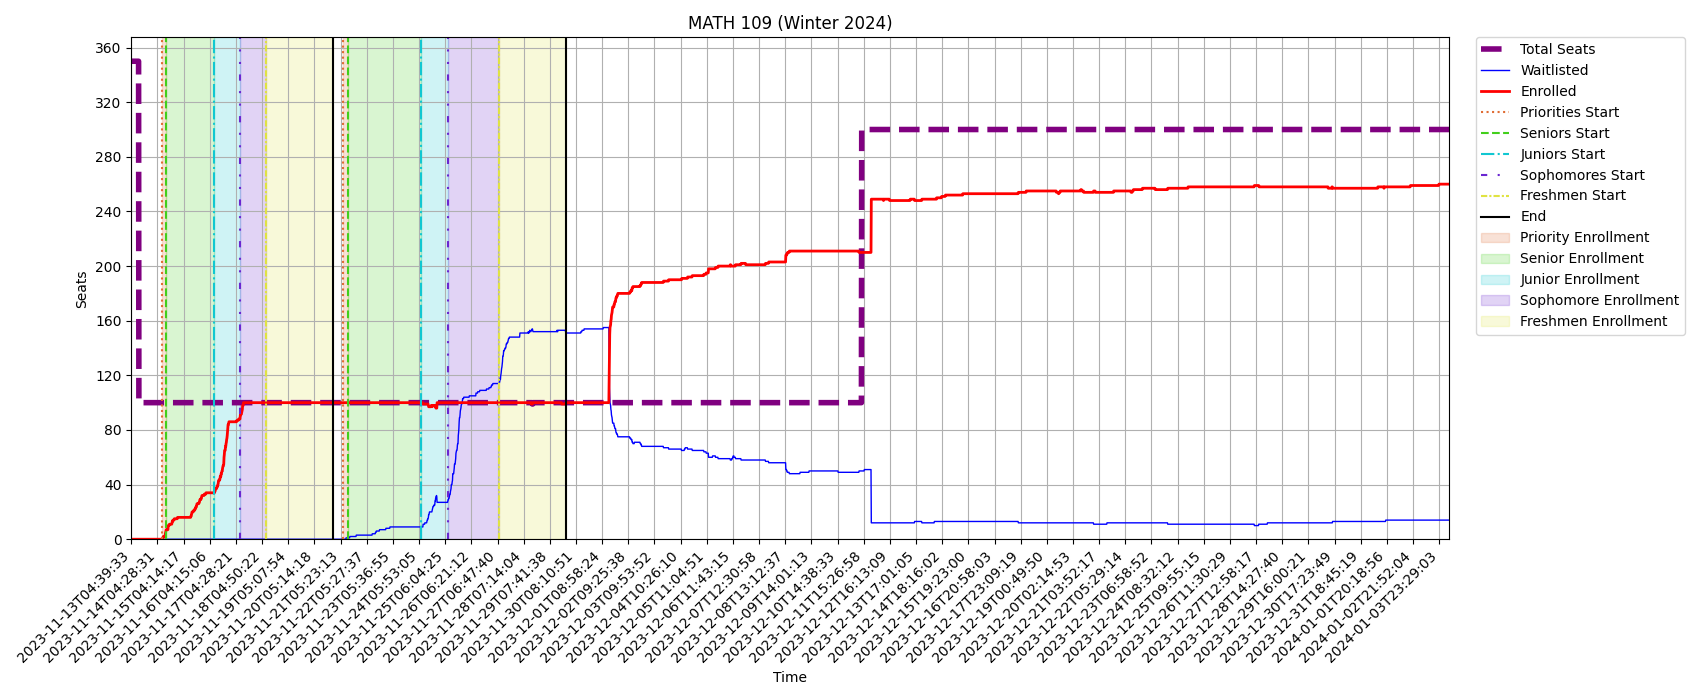 MATH 109 (Winter 2024)
Seats
360
320
280
240
200
160
120
80
40
0
2023-11-13T04:39:33
2023-11-14T04:28:31
2023-11-15T04:14:17
2023-11-16T04:15:06
2023-11-17T04:28:21
2023-11-18T04:50:22
2023-11-19T05:07:54
2023-11-20T05:14:18
2023-11-21T05:23:13
2023-11-22T05:27:37
2023-11-23T05:36:55
2023-11-24T05:53:05
2023-11-25T06:04:25
2023-11-26T06:21:12
2023-11-27T06:47:40
2023-11-28T07:14:04
2023-11-29T07:41:38
2023-11-30T08:10:51
2023-12-01T08:58:24
2023-12-02T09:25:38
2023-12-03T09:53:52
2023-12-04T10:26:10
2023-12-05T11:04:51
2023-12-06T11:43:15
2023-12-07T12:30:58
2023-12-08T13:12:37
2023-12-09T14:01:13
2023-12-10T14:38:33
2023-12-11T15:26:58
2023-12-12T16:13:09
2023-12-13T17:01:05
2023-12-14T18:16:02
2023-12-15T19:23:00
2023-12-16T20:58:03
2023-12-17T23:09:19
2023-12-19T00:49:50
2023-12-20T02:14:53
2023-12-21T03:52:17
2023-12-22T05:29:14
2023-12-23T06:58:52
2023-12-24T08:32:12
2023-12-25T09:55:15
2023-12-26T11:30:29
2023-12-27T12:58:17
2023-12-28T14:27:40
2023-12-29T16:00:21
2023-12-30T17:23:49
2023-12-31T18:45:19
2024-01-01T20:18:56
2024-01-02T21:52:04
2024-01-03T23:29:03
Time
Total Seats
Waitlisted
Enrolled
Priorities Start
Seniors Start
Juniors Start
Sophomores Start
Freshmen Start
End
Priority Enrollment
Senior Enrollment
Junior Enrollment
Sophomore Enrollment
Freshmen Enrollment